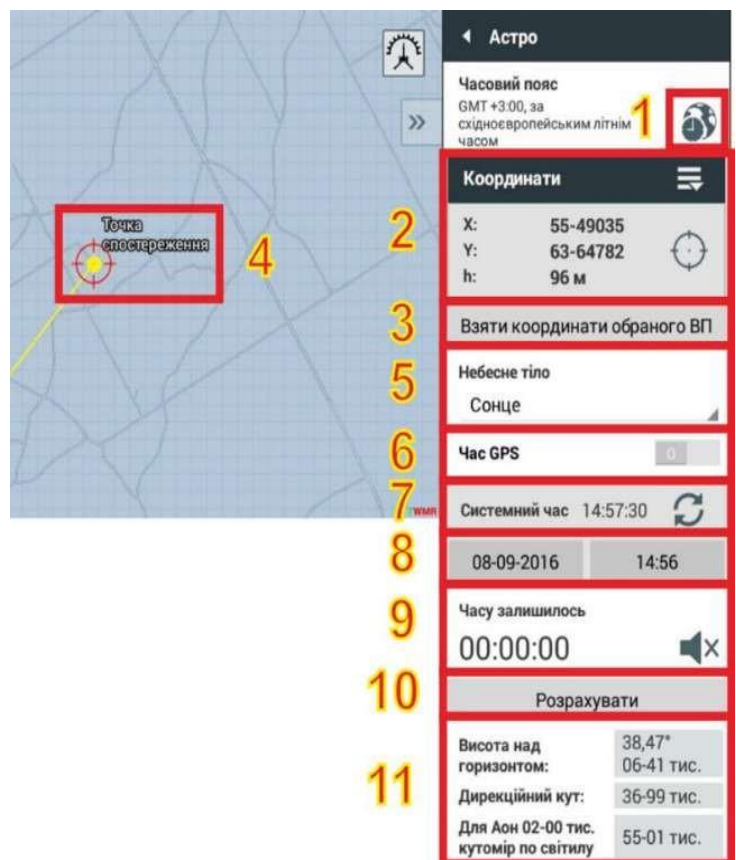 Астро
Часовий пояс
GMT +3:00, за
східноєвропейським літнім
часом
1
Координати
X: 55-49035
Y: 63-64782
h: 96 м
2
Точка
спостереження
4
3
Взяти координати обраного ВП
Небесне тіло
5
Сонце
6
Час GPS
0
7
Системний час 14:57:30
WMR
8
08-09-2016 14:56
Часу залишилось
9
00:00:00
10
Розрахувати
Висота над
горизонтом:
38,47°
06-41 тис.
11
Дирекційний кут: 36-99 тис.
Для Аон 02-00 тис.
кутомір по світилу
55-01 тис.